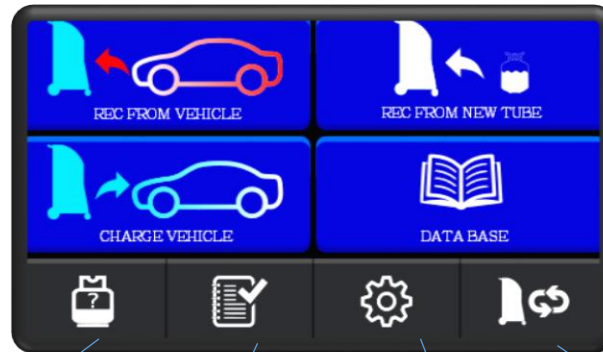 REC FROM VEHICLE
REC FROM NEW TUBE
CHARGE VEHICLE
DATA BASE
?